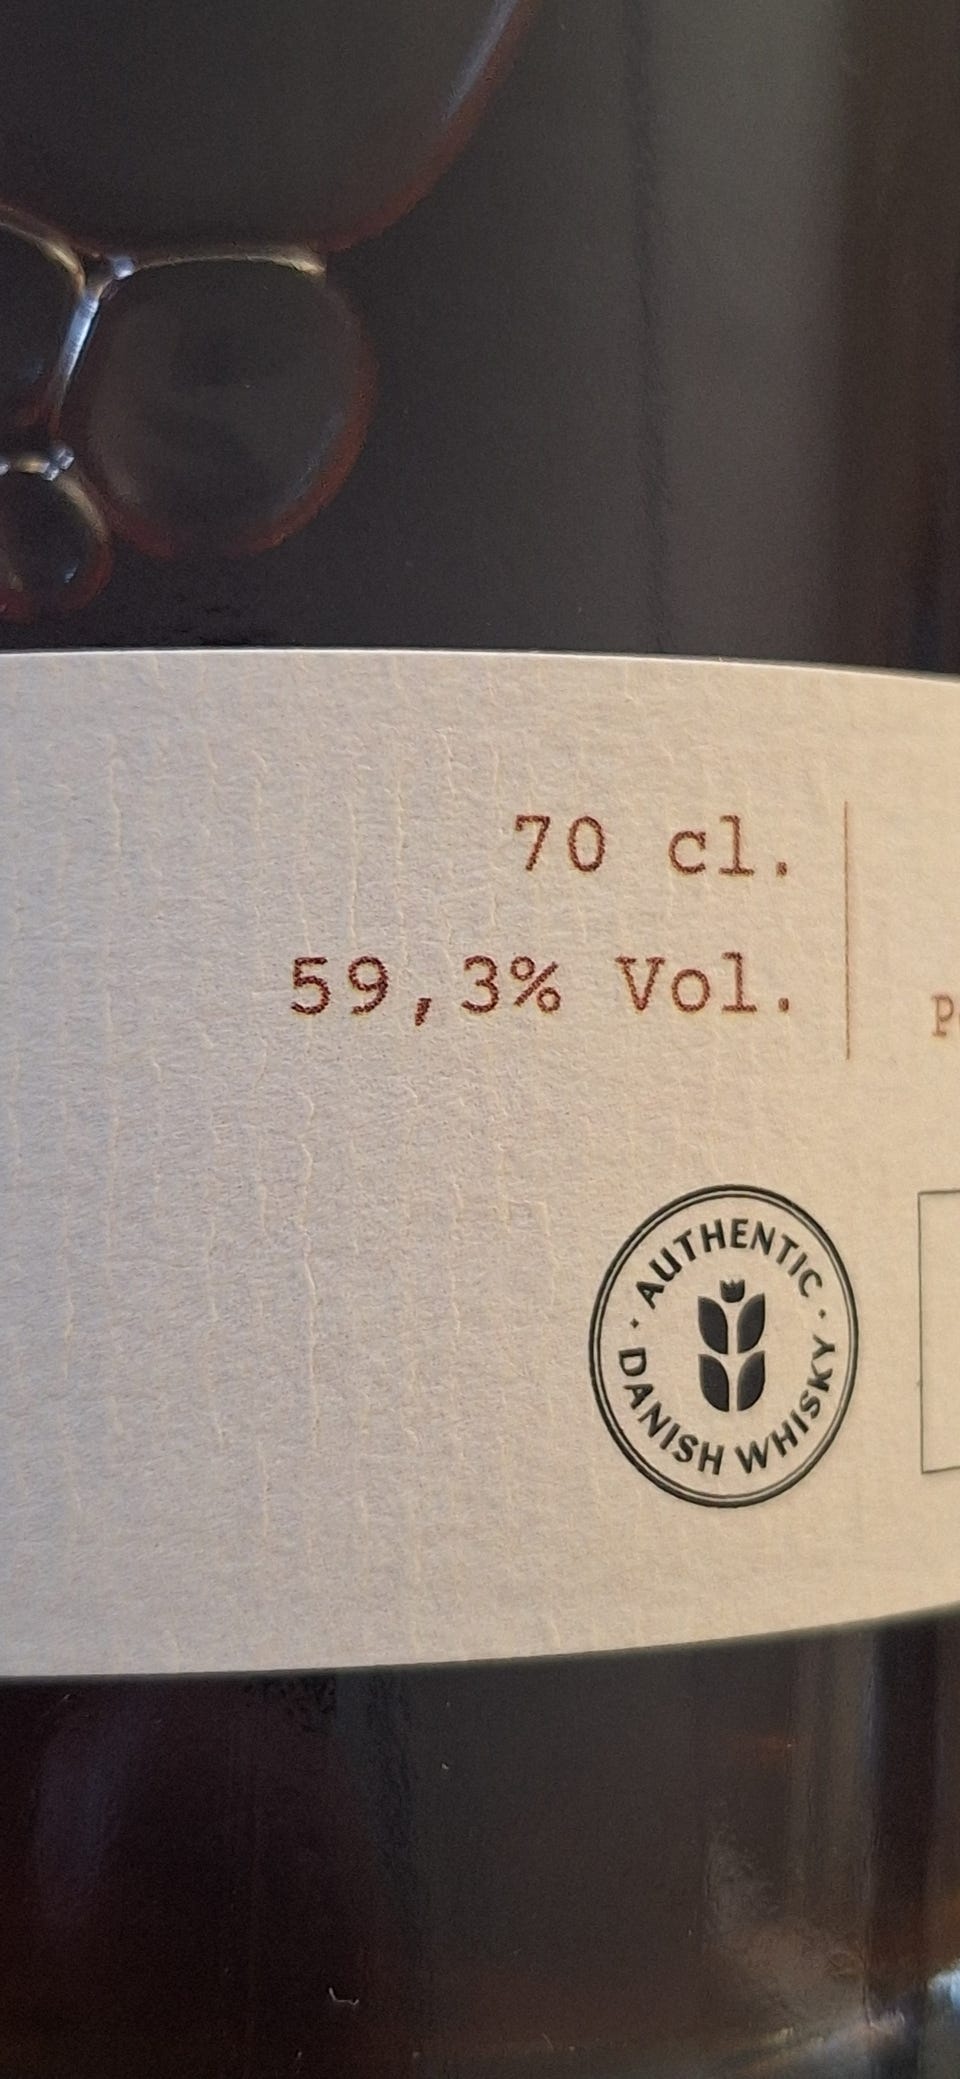 70 cl.
59,3% Vol.
· AUTHENTIC ·
DANISH WHISKY